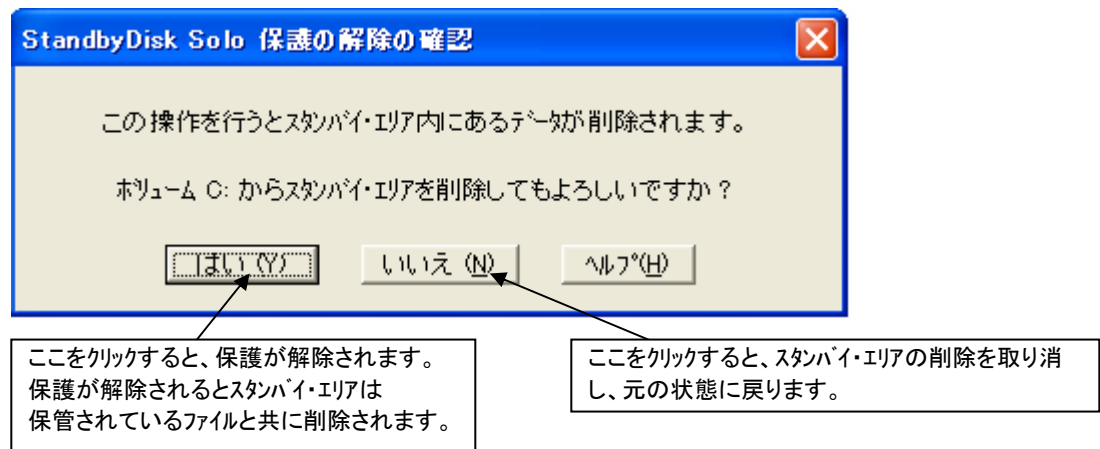 StandbyDisk Solo 保護の解除の確認
この操作を行うとｽﾀﾝﾊﾞｲ･ｴﾘｱ内にあるﾃﾞｰﾀが削除されます。
ﾎﾞﾘｭｰﾑ C: からｽﾀﾝﾊﾞｲ･ｴﾘｱを削除してもよろしいですか？
はい (Y)
いいえ (N)
ﾍﾙﾌﾟ(H)
ここをｸﾘｯｸすると、保護が解除されます。
保護が解除されるとｽﾀﾝﾊﾞｲ･ｴﾘｱは
保管されているﾌｧｲﾙと共に削除されます。
ここをｸﾘｯｸすると、ｽﾀﾝﾊﾞｲ･ｴﾘｱの削除を取り消
し、元の状態に戻ります。